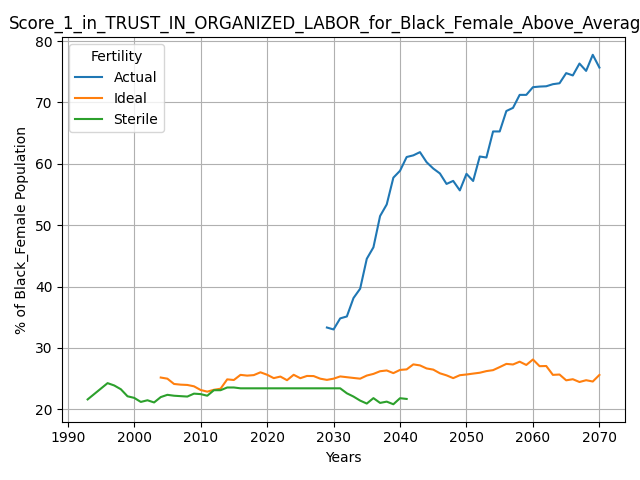 Score_1_in_TRUST_IN_ORGANIZED_LABOR_for_Black_Female_Above_Averag
80
70
60
50
40
30
20
% of Black_Female Population
Fertility
Actual
Ideal
Sterile
1990 2000 2010 2020 2030 2040 2050 2060 2070
Years